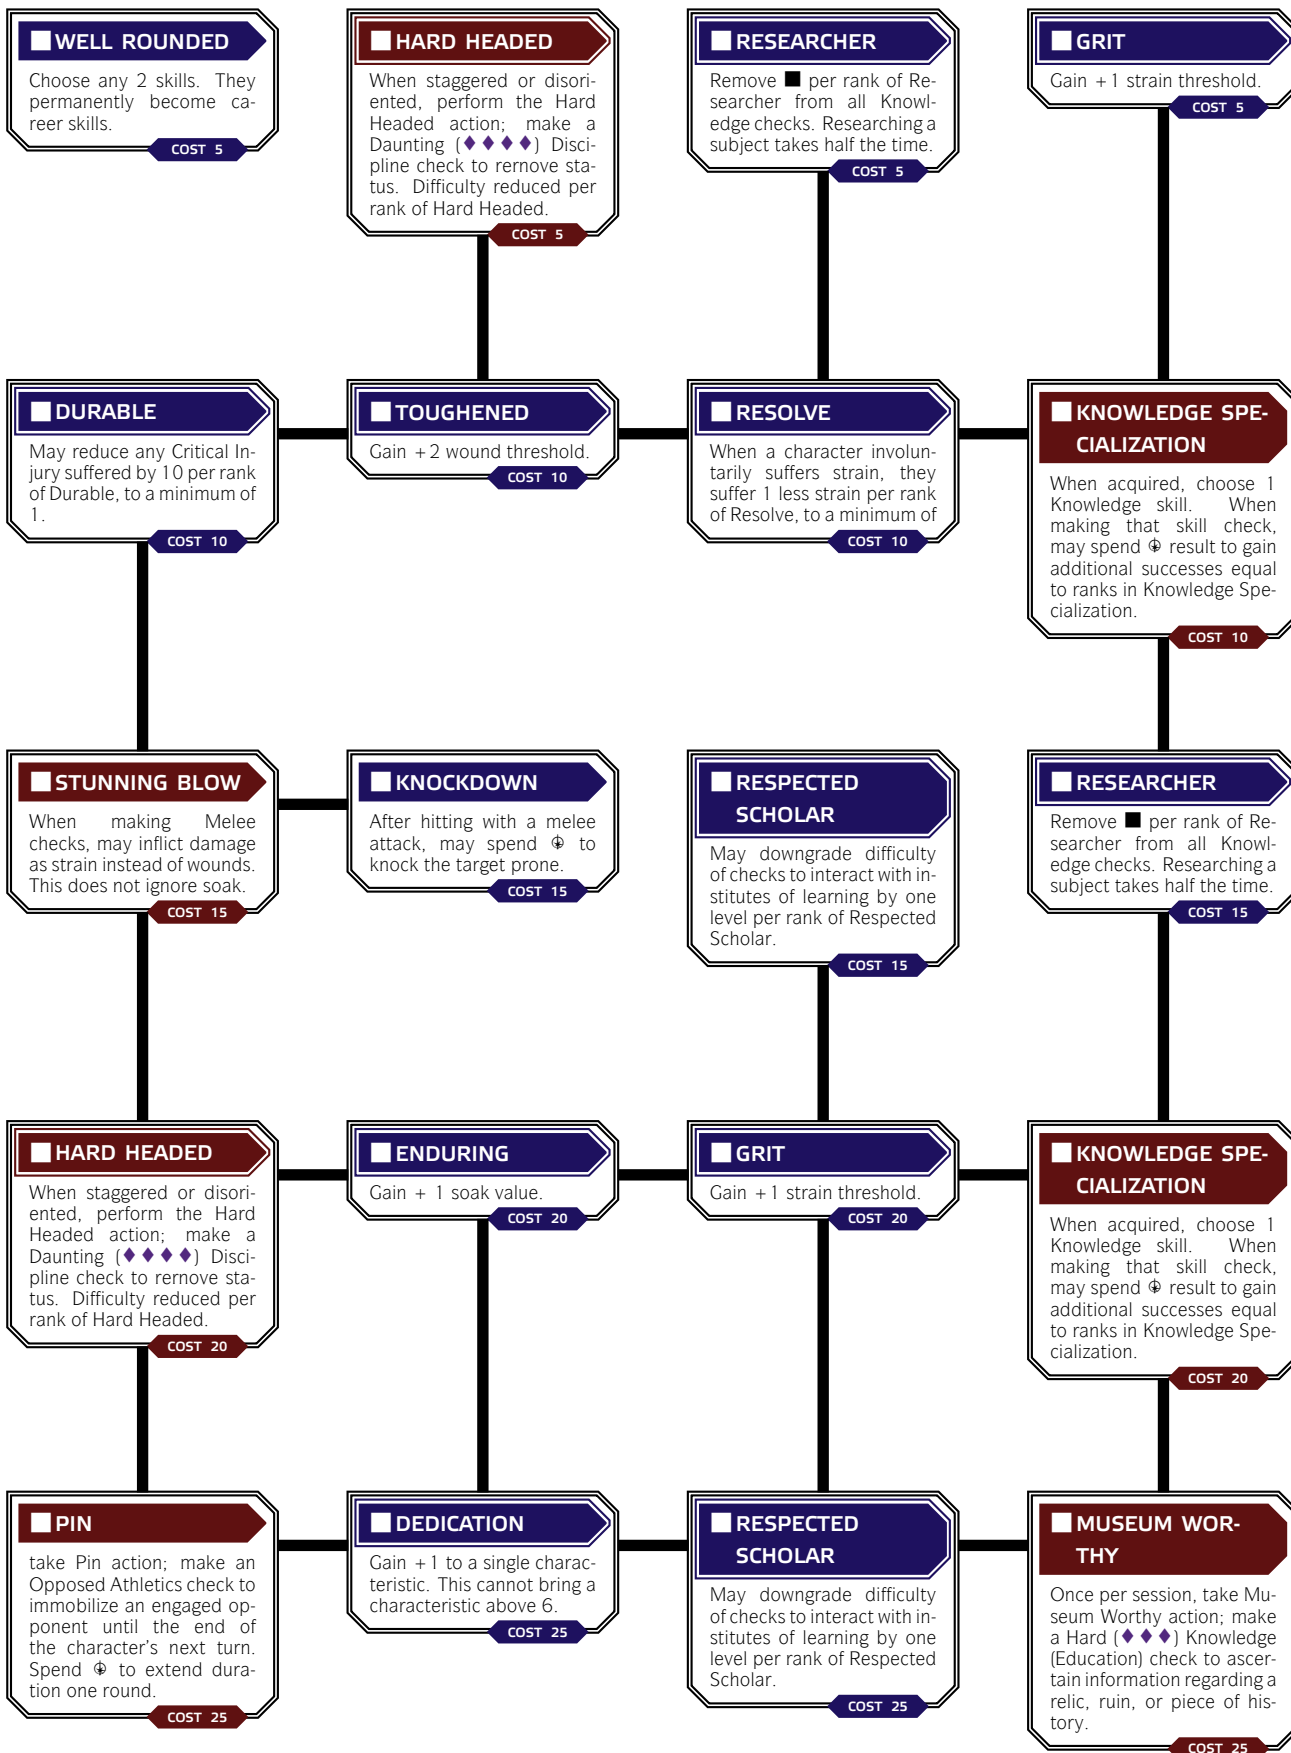 WELL ROUNDED
Choose any 2 skills. They
permanently become ca-
reer skills.
COST 5
HARD HEADED
When staggered or disori-
ented, perform the Hard
Headed action; make a
Daunting (♦ ♦ ♦ ♦) Disci-
pline check to rernove sta-
tus. Difficulty reduced per
rank of Hard Headed.
COST 5
RESEARCHER
Remove ■ per rank of Re-
searcher from all Knowl-
edge checks. Researching a
subject takes half the time.
COST 5
GRIT
Gain +1 strain threshold.
COST 5
DURABLE
May reduce any Critical In-
jury suffered by 10 per rank
of Durable, to a minimum of
1.
COST 10
TOUGHENED
Gain +2 wound threshold.
COST 10
RESOLVE
When a character involun-
tarily suffers strain, they
suffer 1 less strain per rank
of Resolve, to a minimum of
COST 10
KNOWLEDGE SPE-
CIALIZATION
When acquired, choose 1
Knowledge skill. When
making that skill check,
may spend result to gain
additional successes equal
to ranks in Knowledge Spe-
cialization.
COST 10
STUNNING BLOW
When making Melee
checks, may inflict damage
as strain instead of wounds.
This does not ignore soak.
COST 15
KNOCKDOWN
After hitting with a melee
attack, may spend to
knock the target prone.
COST 15
RESPECTED
SCHOLAR
May downgrade difficulty
of checks to interact with in-
stitutes of learning by one
level per rank of Respected
Scholar.
COST 15
RESEARCHER
Remove ■ per rank of Re-
searcher from all Knowl-
edge checks. Researching a
subject takes half the time.
COST 15
HARD HEADED
When staggered or disori-
ented, perform the Hard
Headed action; make a
Daunting (♦ ♦ ♦ ♦) Disci-
pline check to rernove sta-
tus. Difficulty reduced per
rank of Hard Headed.
COST 20
ENDURING
Gain + 1 soak value.
COST 20
GRIT
Gain +1 strain threshold.
COST 20
KNOWLEDGE SPE-
CIALIZATION
When acquired, choose 1
Knowledge skill. When
making that skill check,
may spend result to gain
additional successes equal
to ranks in Knowledge Spe-
cialization.
COST 20
PIN
take Pin action; make an
Opposed Athletics check to
immobilize an engaged op-
ponent until the end of
the character's next turn.
Spend to extend dura-
tion one round.
COST 25
DEDICATION
Gain +1 to a single charac-
teristic. This cannot bring a
characteristic above 6.
COST 25
RESPECTED
SCHOLAR
May downgrade difficulty
of checks to interact with in-
stitutes of learning by one
level per rank of Respected
Scholar.
COST 25
MUSEUM WOR-
THY
Once per session, take Mu-
seum Worthy action; make
a Hard (♦ ♦ ♦) Knowledge
(Education) check to ascer-
tain information regarding a
relic, ruin, or piece of his-
tory.
COST 25